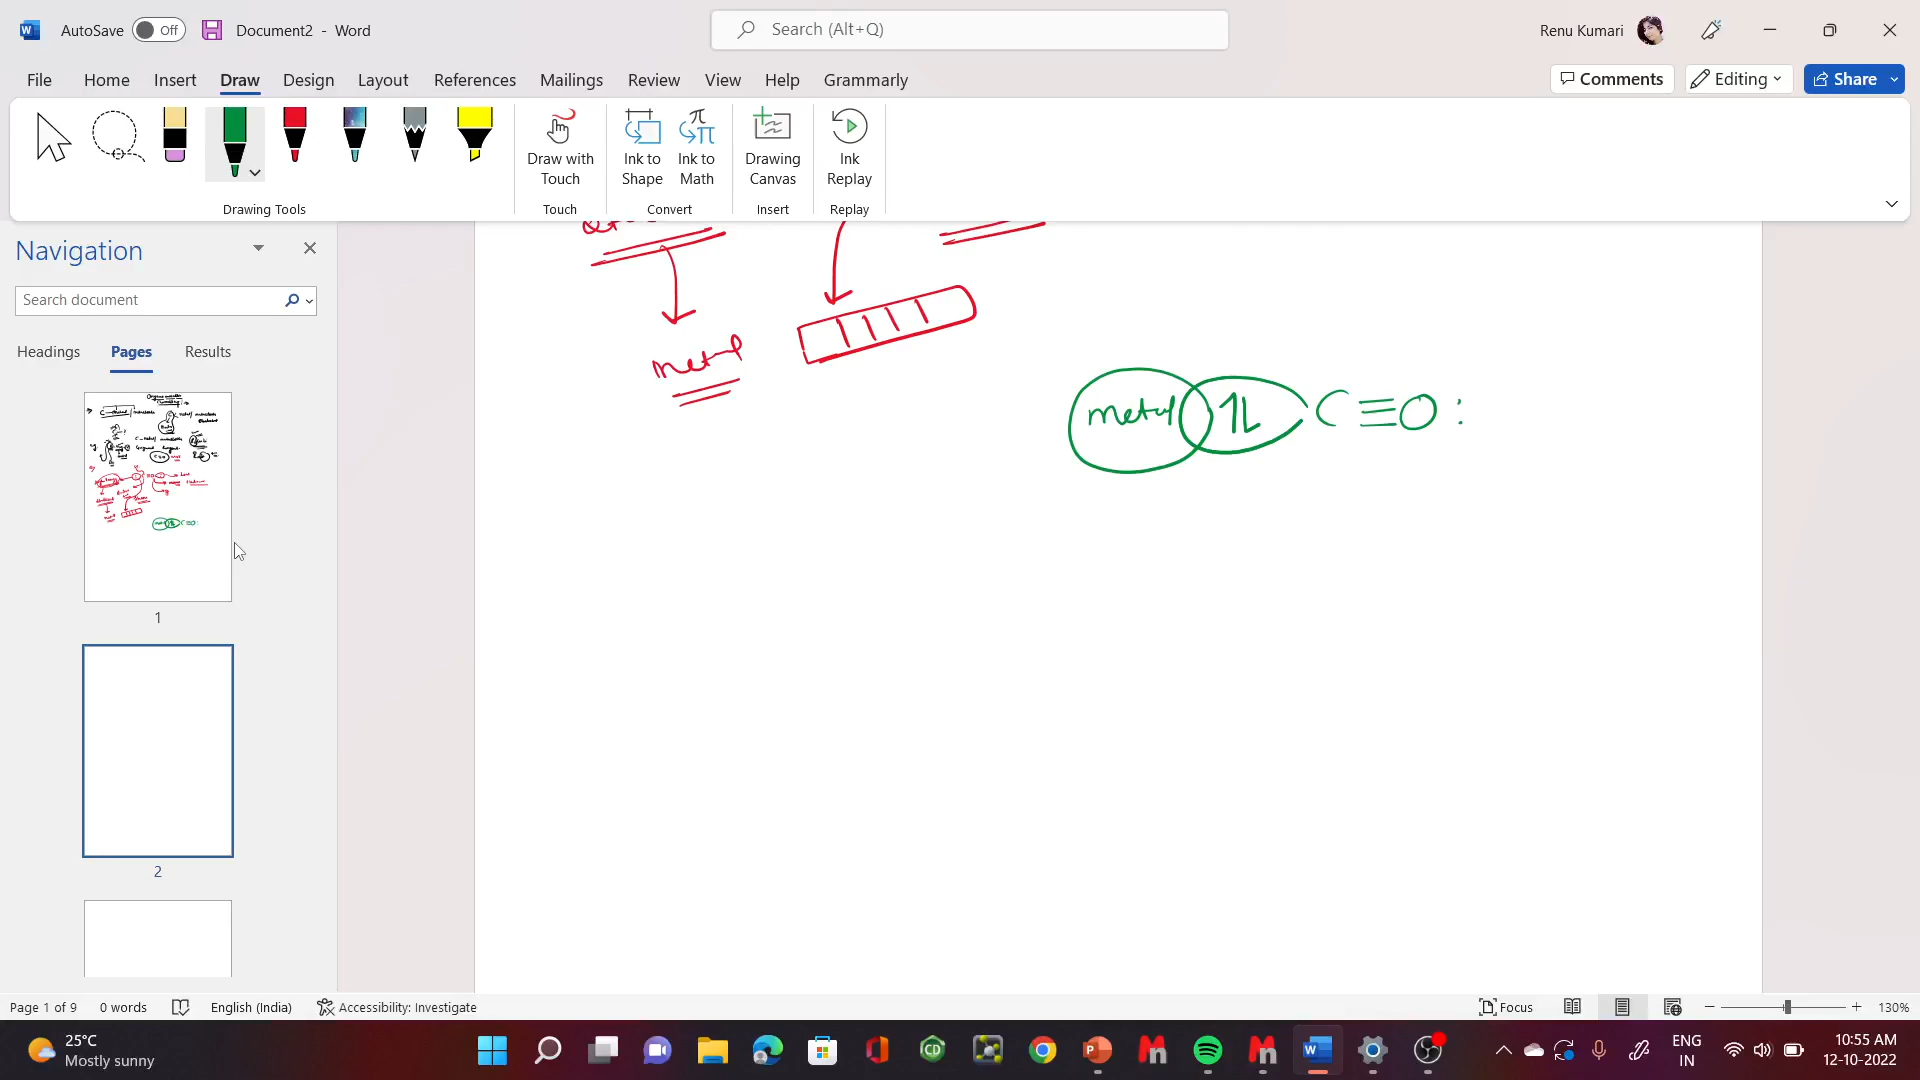 AutoSave Off Document2 - Word Search (Alt+Q) Renu Kumari
File Home Insert Draw Design Layout References Mailings Review View Help Grammarly Comments Editing Share
Draw with Touch
Ink to Shape
Ink to Math
Drawing Canvas
Ink Replay
Drawing Tools Touch Convert Insert Replay
Navigation
Search document
Headings Pages Results
metal
metal 1L C≡O:
1
2
Page 1 of 9 0 words English (India) Accessibility: Investigate Focus 130%
25°C
Mostly sunny
ENG
IN
10:55 AM
12-10-2022